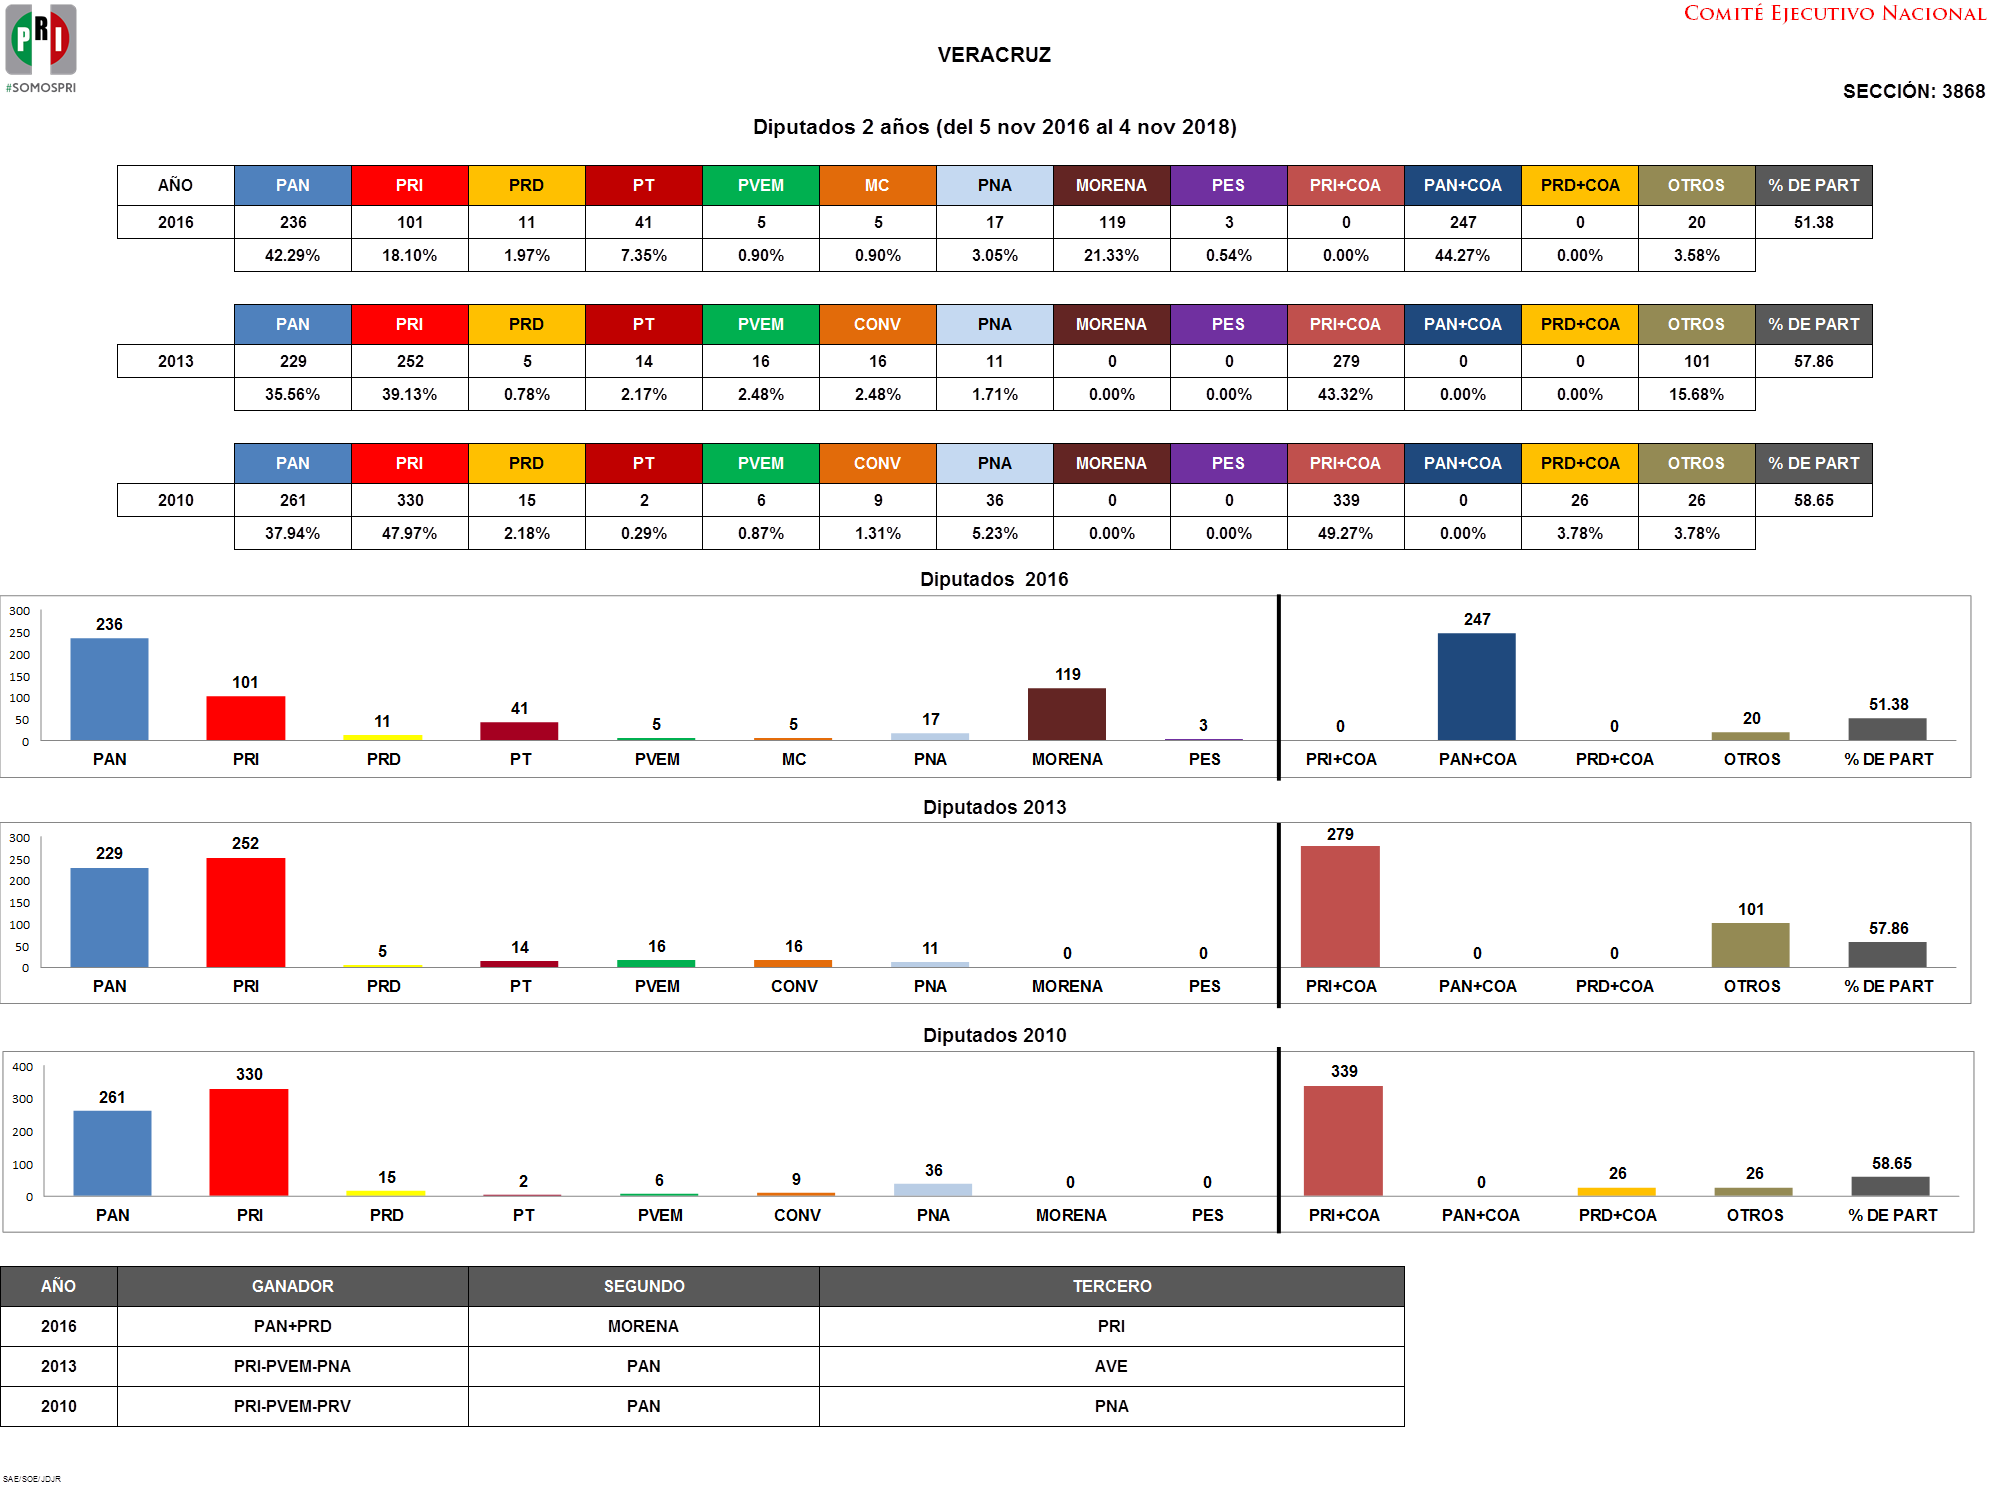 COMITÉ EJECUTIVO NACIONAL
PRI
#SOMOSPRI
VERACRUZ
SECCIÓN: 3868
Diputados 2 años (del 5 nov 2016 al 4 nov 2018)
AÑO PAN PRI PRD PT PVEM MC PNA MORENA PES PRI+COA PAN+COA PRD+COA OTROS % DE PART
2016 236 101 11 41 5 5 17 119 3 0 247 0 20 51.38
42.29% 18.10% 1.97% 7.35% 0.90% 0.90% 3.05% 21.33% 0.54% 0.00% 44.27% 0.00% 3.58%
PAN PRI PRD PT PVEM CONV PNA MORENA PES PRI+COA PAN+COA PRD+COA OTROS % DE PART
2013 229 252 5 14 16 16 11 0 0 279 0 0 101 57.86
35.56% 39.13% 0.78% 2.17% 2.48% 2.48% 1.71% 0.00% 0.00% 43.32% 0.00% 0.00% 15.68%
PAN PRI PRD PT PVEM CONV PNA MORENA PES PRI+COA PAN+COA PRD+COA OTROS % DE PART
2010 261 330 15 2 6 9 36 0 0 339 0 26 26 58.65
37.94% 47.97% 2.18% 0.29% 0.87% 1.31% 5.23% 0.00% 0.00% 49.27% 0.00% 3.78% 3.78%
Diputados 2016
300
250
200
150
100
50
0
236 101 11 41 5 5 17 119 3 0 247 0 20 51.38
PAN PRI PRD PT PVEM MC PNA MORENA PES PRI+COA PAN+COA PRD+COA OTROS % DE PART
Diputados 2013
300
250
200
150
100
50
0
229 252 5 14 16 16 11 0 0 279 0 0 101 57.86
PAN PRI PRD PT PVEM CONV PNA MORENA PES PRI+COA PAN+COA PRD+COA OTROS % DE PART
Diputados 2010
400
300
200
100
0
261 330 15 2 6 9 36 0 0 339 0 26 26 58.65
PAN PRI PRD PT PVEM CONV PNA MORENA PES PRI+COA PAN+COA PRD+COA OTROS % DE PART
AÑO GANADOR SEGUNDO TERCERO
2016 PAN+PRD MORENA PRI
2013 PRI-PVEM-PNA PAN AVE
2010 PRI-PVEM-PRV PAN PNA
SAE/SOE/JDJR